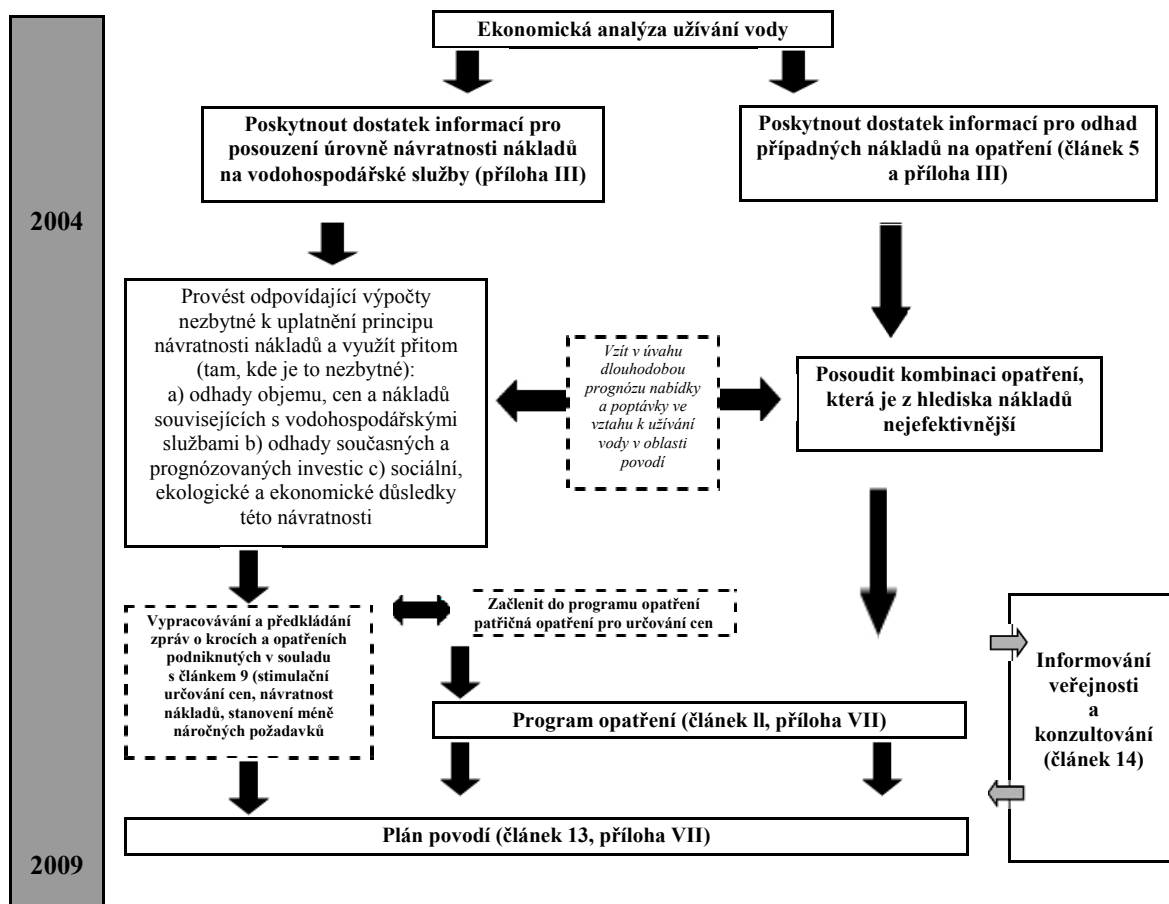 Ekonomická analýza užívání vody
Poskytnout dostatek informací pro
posouzení úrovně návratnosti nákladů
na vodohospodářské služby (příloha III)
Poskytnout dostatek informací pro odhad
případných nákladů na opatření (článek 5
a příloha III)
2004
Provést odpovídající výpočty
nezbytné k uplatnění principu
návratnosti nákladů a využít přitom
(tam, kde je to nezbytné):
a) odhady objemu, cen a nákladů
souvisejících s vodohospodářskými
službami b) odhady současných a
prognózovaných investic c) sociální,
ekologické a ekonomické důsledky
této návratnosti
Vzít v úvahu
dlouhodobou
prognózu nabídky
a poptávky ve
vztahu k užívání
vody v oblasti
povodí
Posoudit kombinaci opatření,
která je z hlediska nákladů
nejefektivnější
Vypracovávání a předkládání
zpráv o krocích a opatřeních
podniknutých v souladu
s článkem 9 (stimulační
určování cen, návratnost
nákladů, stanovení méně
náročných požadavků
Začlenit do programu opatření
patřičná opatření pro určování cen
Program opatření (článek ll, příloha VII)
Informování
veřejnosti
a
konzultování
(článek 14)
Plán povodí (článek 13, příloha VII)
2009